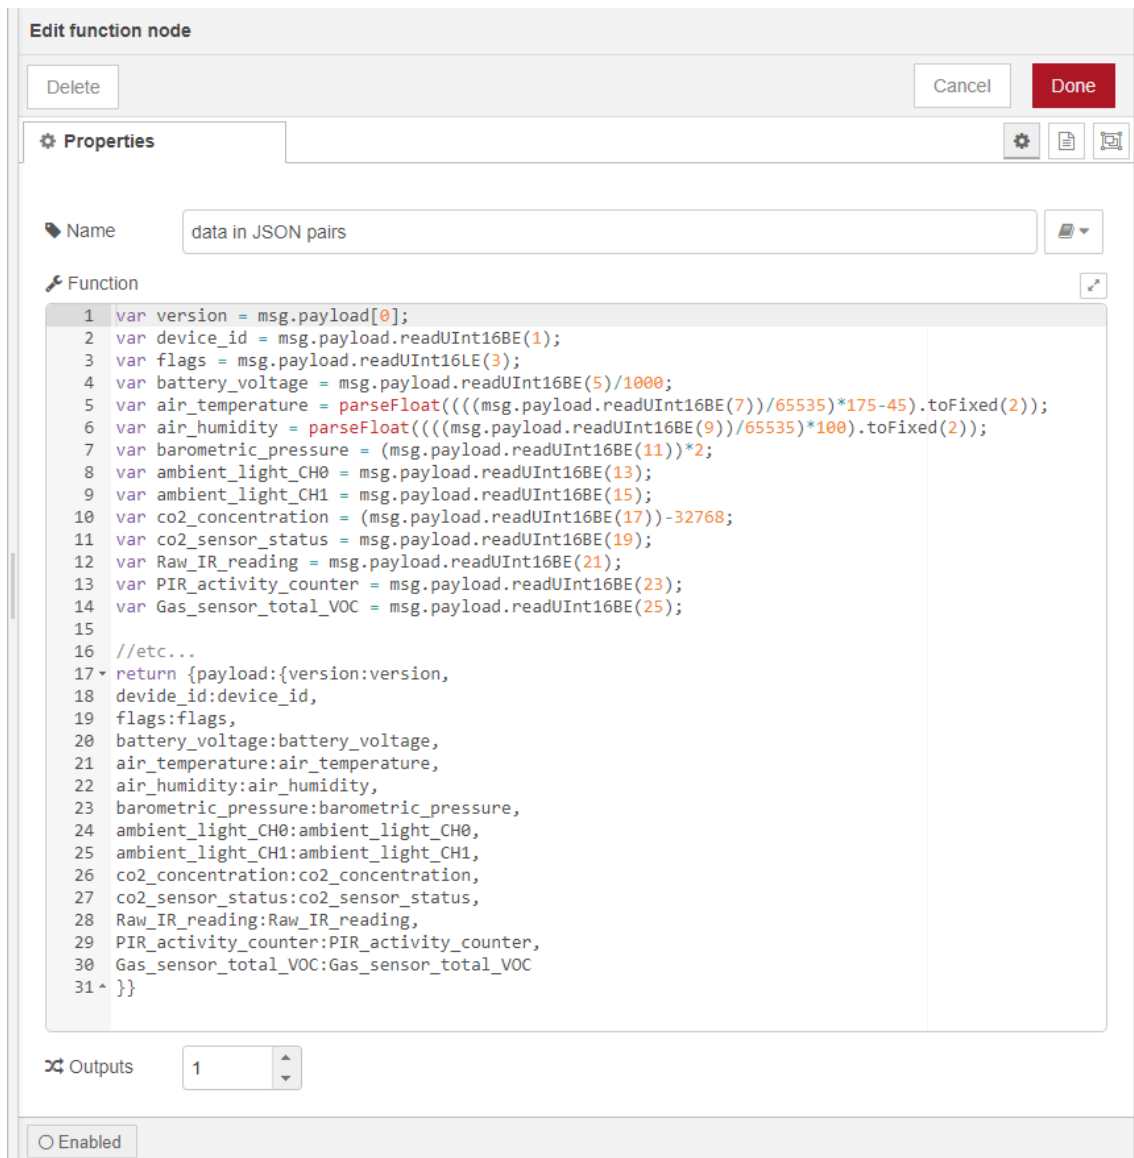 Edit function node
Delete
Cancel
Done
Properties
Name
data in JSON pairs
Function
1 var version = msg.payload[0];
2 var device_id = msg.payload.readUInt16BE(1);
3 var flags = msg.payload.readUInt16LE(3);
4 var battery_voltage = msg.payload.readUInt16BE(5)/1000;
5 var air_temperature = parseFloat((((msg.payload.readUInt16BE(7))/65535)*175-45).toFixed(2));
6 var air_humidity = parseFloat((((msg.payload.readUInt16BE(9))/65535)*100).toFixed(2));
7 var barometric_pressure = (msg.payload.readUInt16BE(11))*2;
8 var ambient_light_CH0 = msg.payload.readUInt16BE(13);
9 var ambient_light_CH1 = msg.payload.readUInt16BE(15);
10 var co2_concentration = (msg.payload.readUInt16BE(17))-32768;
11 var co2_sensor_status = msg.payload.readUInt16BE(19);
12 var Raw_IR_reading = msg.payload.readUInt16BE(21);
13 var PIR_activity_counter = msg.payload.readUInt16BE(23);
14 var Gas_sensor_total_VOC = msg.payload.readUInt16BE(25);
15
16 //etc...
17 return {payload:{version:version,
18 devide_id:device_id,
19 flags:flags,
20 battery_voltage:battery_voltage,
21 air_temperature:air_temperature,
22 air_humidity:air_humidity,
23 barometric_pressure:barometric_pressure,
24 ambient_light_CH0:ambient_light_CH0,
25 ambient_light_CH1:ambient_light_CH1,
26 co2_concentration:co2_concentration,
27 co2_sensor_status:co2_sensor_status,
28 Raw_IR_reading:Raw_IR_reading,
29 PIR_activity_counter:PIR_activity_counter,
30 Gas_sensor_total_VOC:Gas_sensor_total_VOC
31 }}
Outputs
1
Enabled